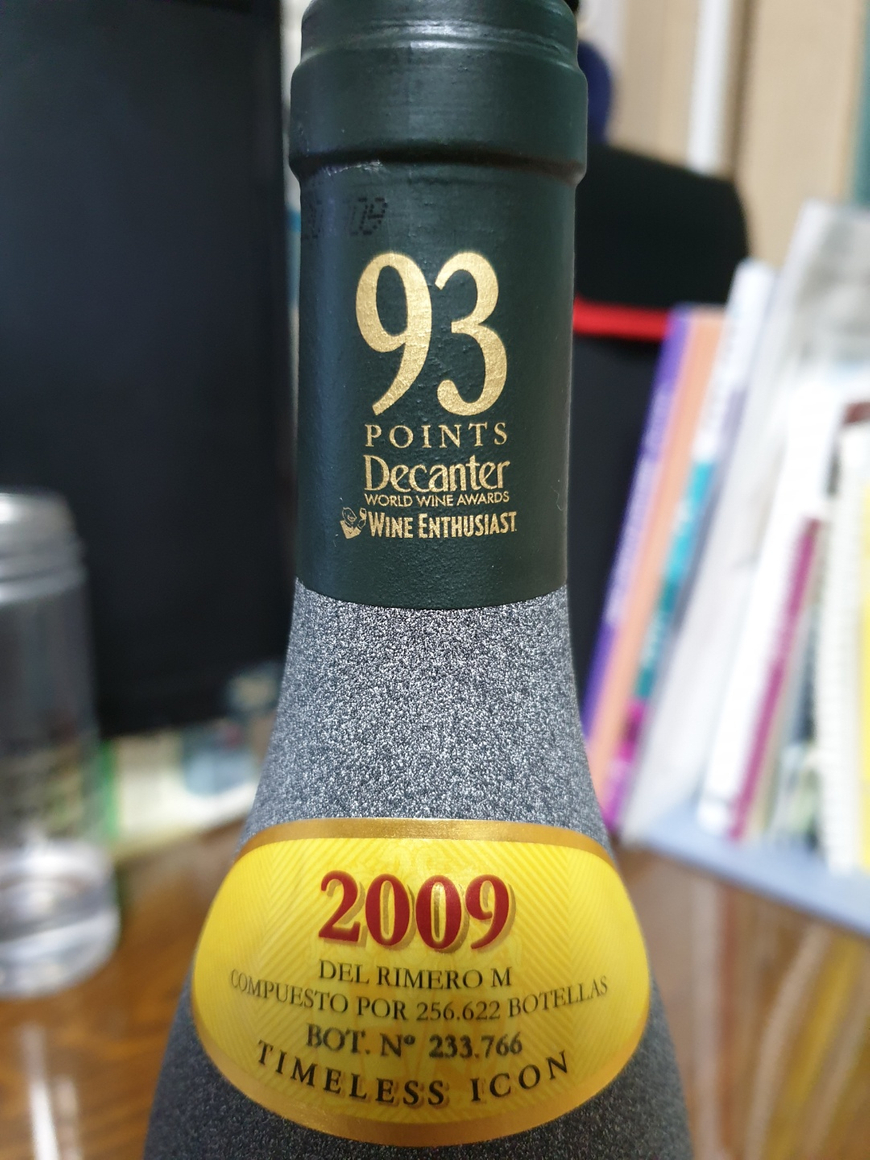 09
93
POINTS
Decanter
WORLD WINE AWARDS
WINE ENTHUSIAST
2009
DEL RIMERO M
COMPUESTO POR 256.622 BOTELLAS
BOT. Nº 233.766
TIMELESS ICON